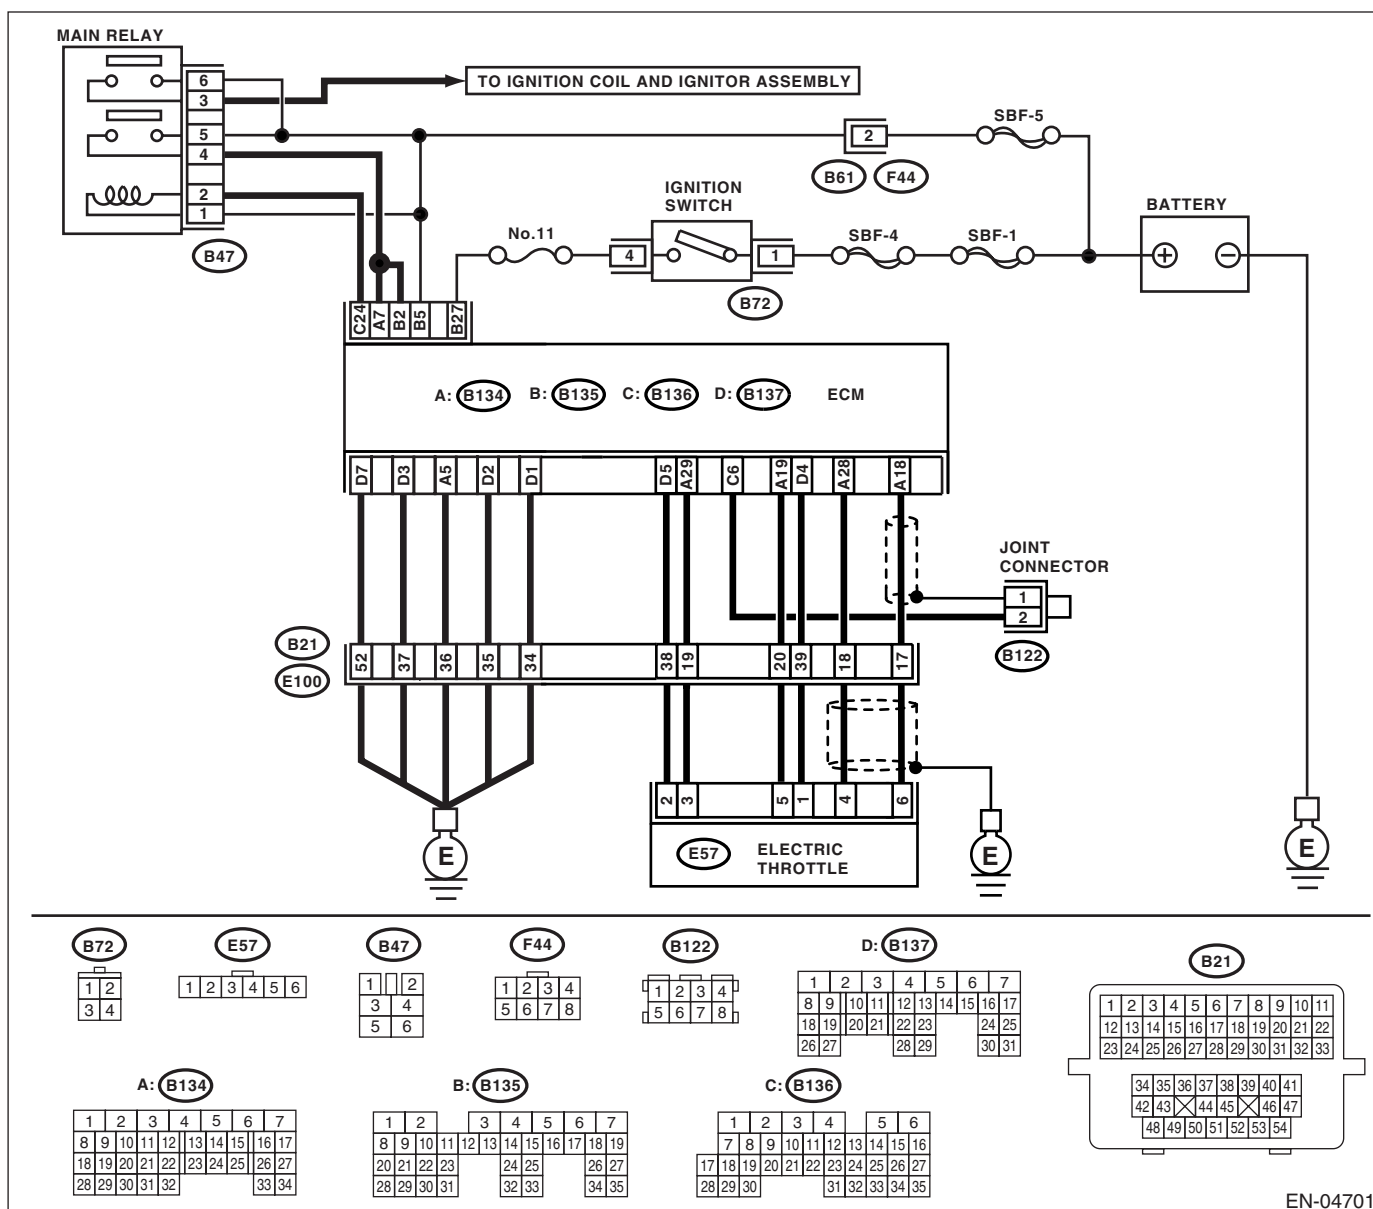 MAIN RELAY
6
3
5
4
2
1
B47
TO IGNITION COIL AND IGNITOR ASSEMBLY
2
SBF-5
B61 F44
IGNITION
SWITCH
BATTERY
No.11
4
1
SBF-4
SBF-1
+ −
B72
C24 A7 B2 B5 B27
A: B134 B: B135 C: B136 D: B137 ECM
D7 D3 A5 D2 D1 D5 A29 C6 A19 D4 A28 A18
JOINT
CONNECTOR
1
2
B122
B21
E100
52 37 36 35 34 38 19 20 39 18 17
2 3 5 1 4 6
E57 ELECTRIC
THROTTLE
E
E
E
B72
1 2
3 4
E57
1 2 3 4 5 6
B47
1 2
3 4
5 6
F44
1 2 3 4
5 6 7 8
B122
1 2 3 4
5 6 7 8
D: B137
1 2 3 4 5 6 7
8 9 10 11 12 13 14 15 16 17
18 19 20 21 22 23 24 25
26 27 28 29 30 31
B21
1 2 3 4 5 6 7 8 9 10 11
12 13 14 15 16 17 18 19 20 21 22
23 24 25 26 27 28 29 30 31 32 33
34 35 36 37 38 39 40 41
42 43 44 45 46 47
48 49 50 51 52 53 54
A: B134
1 2 3 4 5 6 7
8 9 10 11 12 13 14 15 16 17
18 19 20 21 22 23 24 25 26 27
28 29 30 31 32 33 34
B: B135
1 2 3 4 5 6 7
8 9 10 11 12 13 14 15 16 17 18 19
20 21 22 23 24 25 26 27
28 29 30 31 32 33 34 35
C: B136
1 2 3 4 5 6
7 8 9 10 11 12 13 14 15 16
17 18 19 20 21 22 23 24 25 26 27
28 29 30 31 32 33 34 35
EN-04701